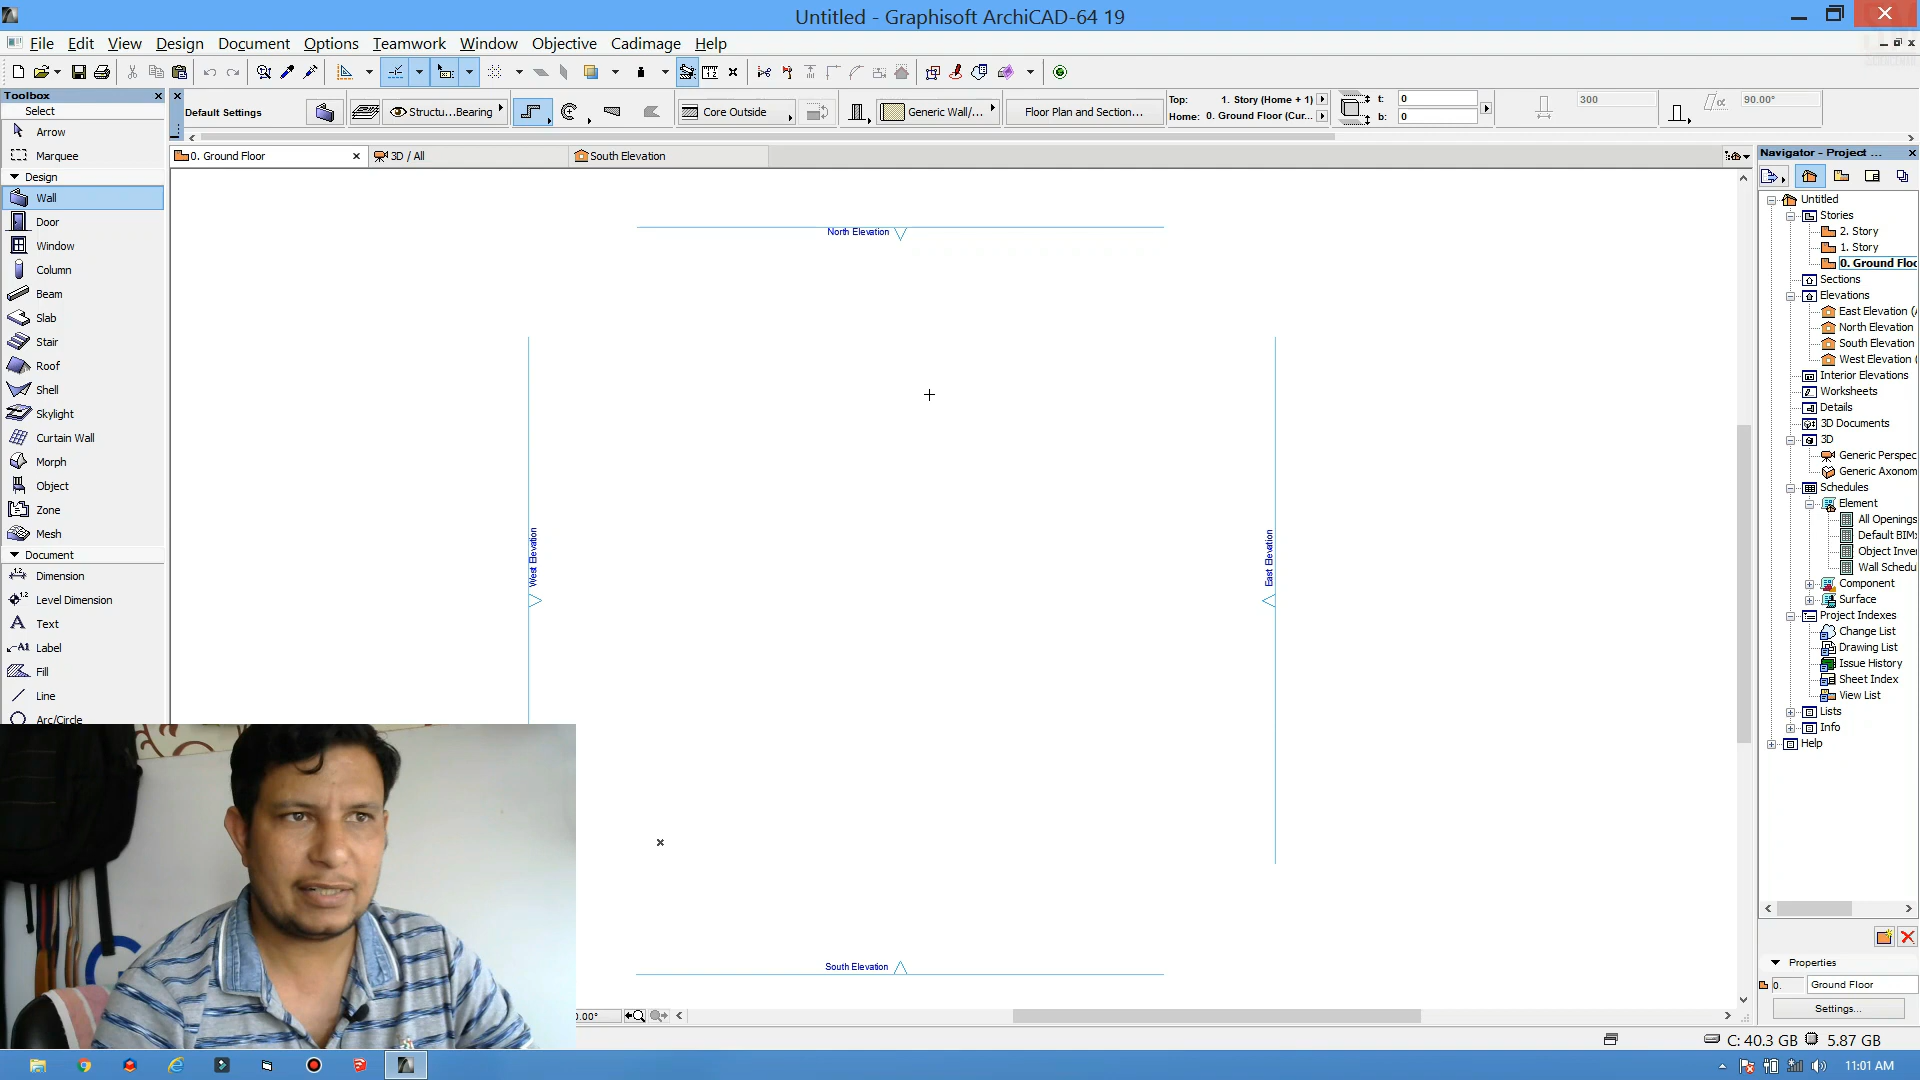 Untitled - Graphisoft ArchiCAD-64 19
File Edit View Design Document Options Teamwork Window Objective Cadimage Help
Toolbox
Select
Arrow
Marquee
Design
Wall
Door
Window
Column
Beam
Slab
Stair
Roof
Shell
Skylight
Curtain Wall
Morph
Object
Zone
Mesh
Document
Dimension
Level Dimension
Text
Label
Fill
Line
Arc/Circle
Default Settings
Structu...Bearing
Core Outside
Generic Wall/...
Floor Plan and Section...
Top: 1. Story (Home + 1)
Home: 0. Ground Floor (Cur...
t: 0
b: 0
300
90.00°
0. Ground Floor
3D / All
South Elevation
North Elevation
West Elevation
East Elevation
South Elevation
Navigator - Project ...
Untitled
Stories
2. Story
1. Story
0. Ground Floo
Sections
Elevations
East Elevation (A
North Elevation
South Elevation
West Elevation (
Interior Elevations
Worksheets
Details
3D Documents
3D
Generic Perspec
Generic Axonom
Schedules
Element
All Openings
Default BIMx
Object Inver
Wall Schedu
Component
Surface
Project Indexes
Change List
Drawing List
Issue History
Sheet Index
View List
Lists
Info
Help
Properties
0. Ground Floor
Settings...
0.00°
C: 40.3 GB 5.87 GB
11:01 AM